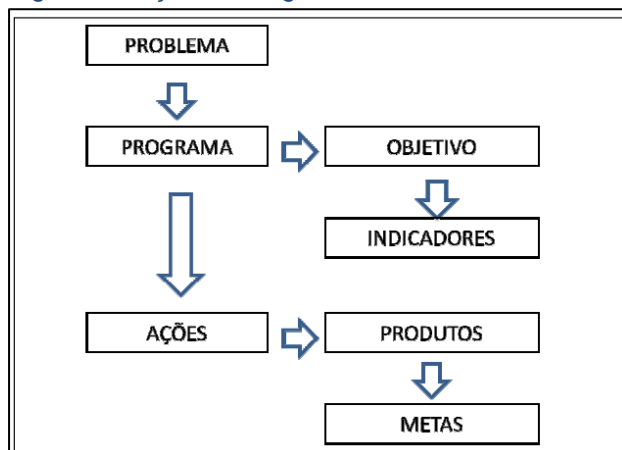 PROBLEMA
PROGRAMA
OBJETIVO
INDICADORES
AÇÕES
PRODUTOS
METAS